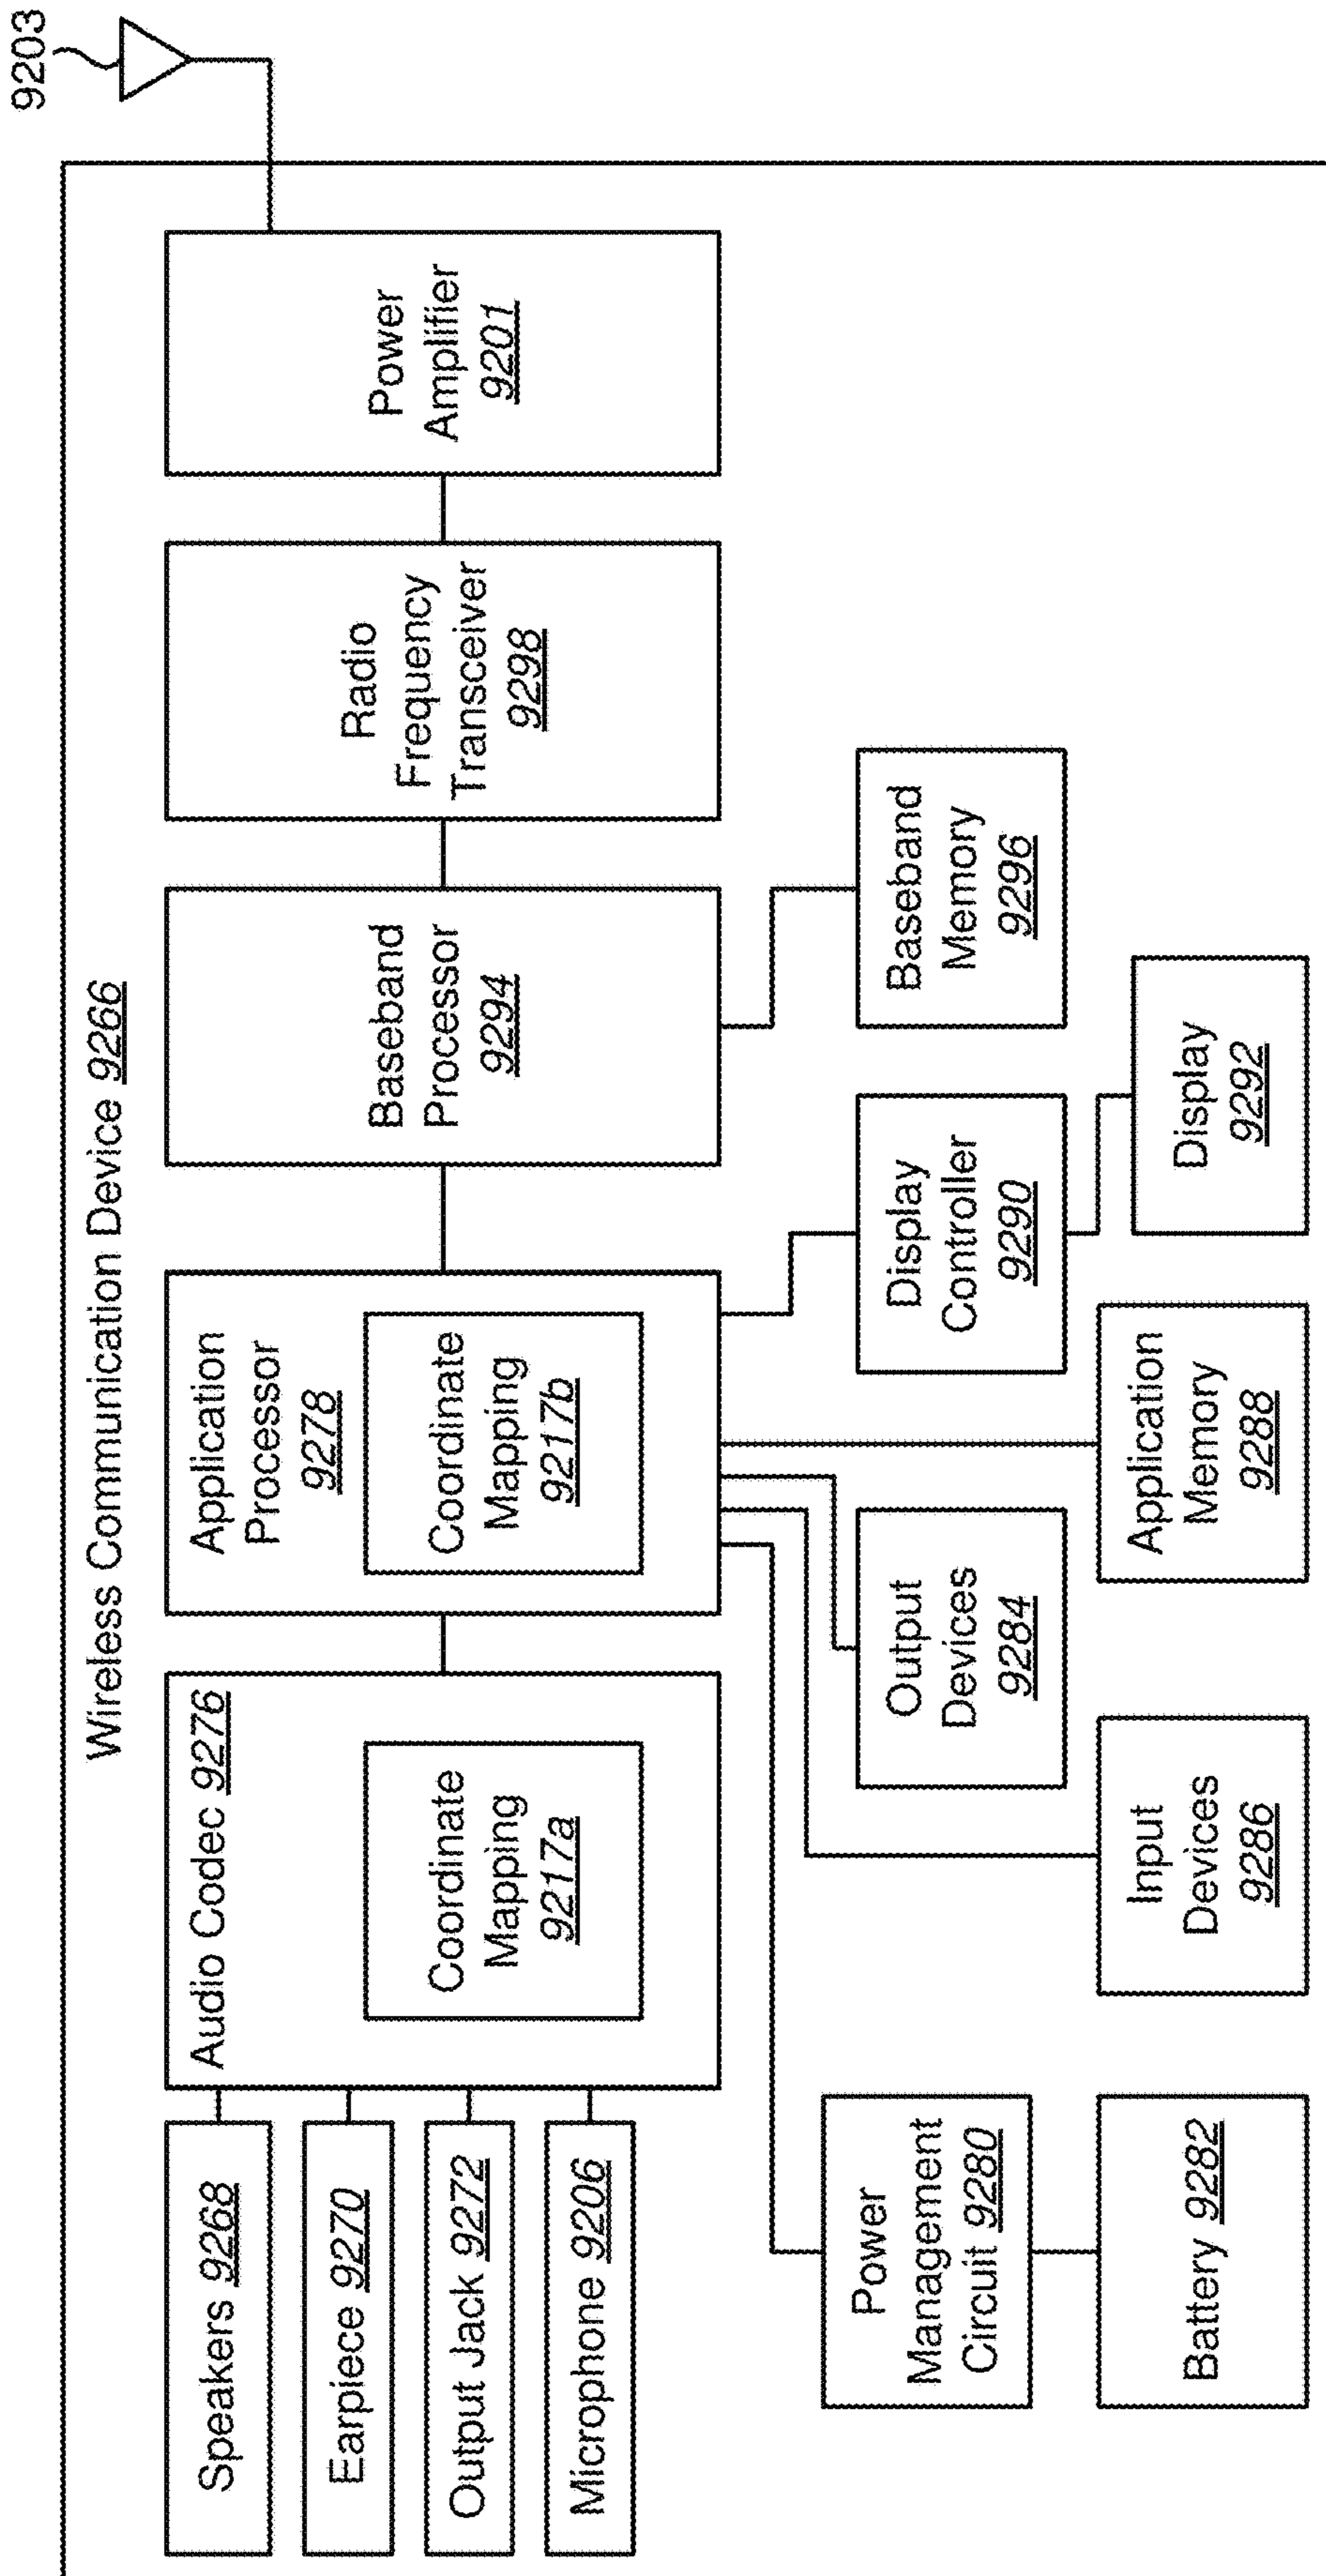 9203
Wireless Communication Device 9266
Speakers 9268
Earpiece 9270
Output Jack 9272
Microphone 9206
Audio Codec 9276
Coordinate
Mapping
9217a
Application
Processor
9278
Coordinate
Mapping
9217b
Baseband
Processor
9294
Radio
Frequency
Transceiver
9298
Power
Amplifier
9201
Power
Management
Circuit 9280
Battery 9282
Input
Devices
9286
Output
Devices
9284
Application
Memory
9288
Display
Controller
9290
Display
9292
Baseband
Memory
9296